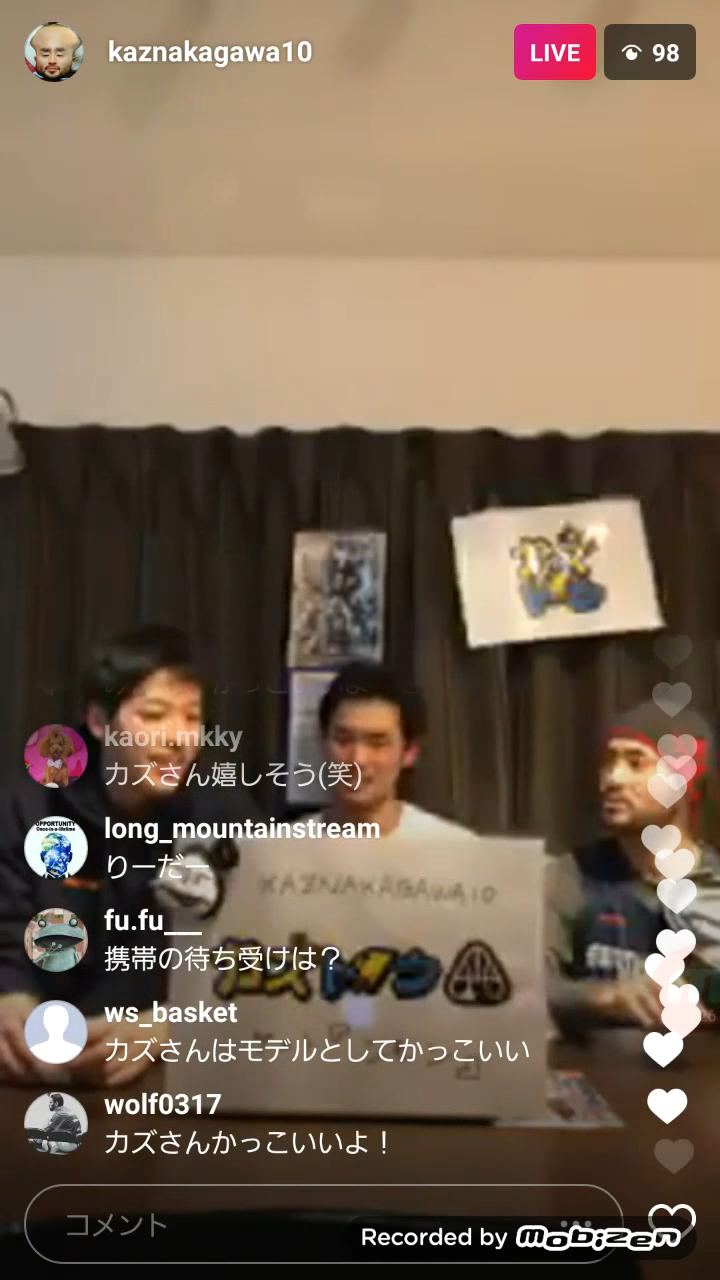 kaznakagawa10
LIVE
98
KAZNAKAGAWA10
kaori.mkky
カズさん嬉しそう(笑)
OPPORTUNITY
long_mountainstream
りーだー
fu.fu__
携帯の待ち受けは？
ws_basket
カズさんはモデルとしてかっこいい
wolf0317
カズさんかっこいいよ！
コメント
Recorded by Mobizen